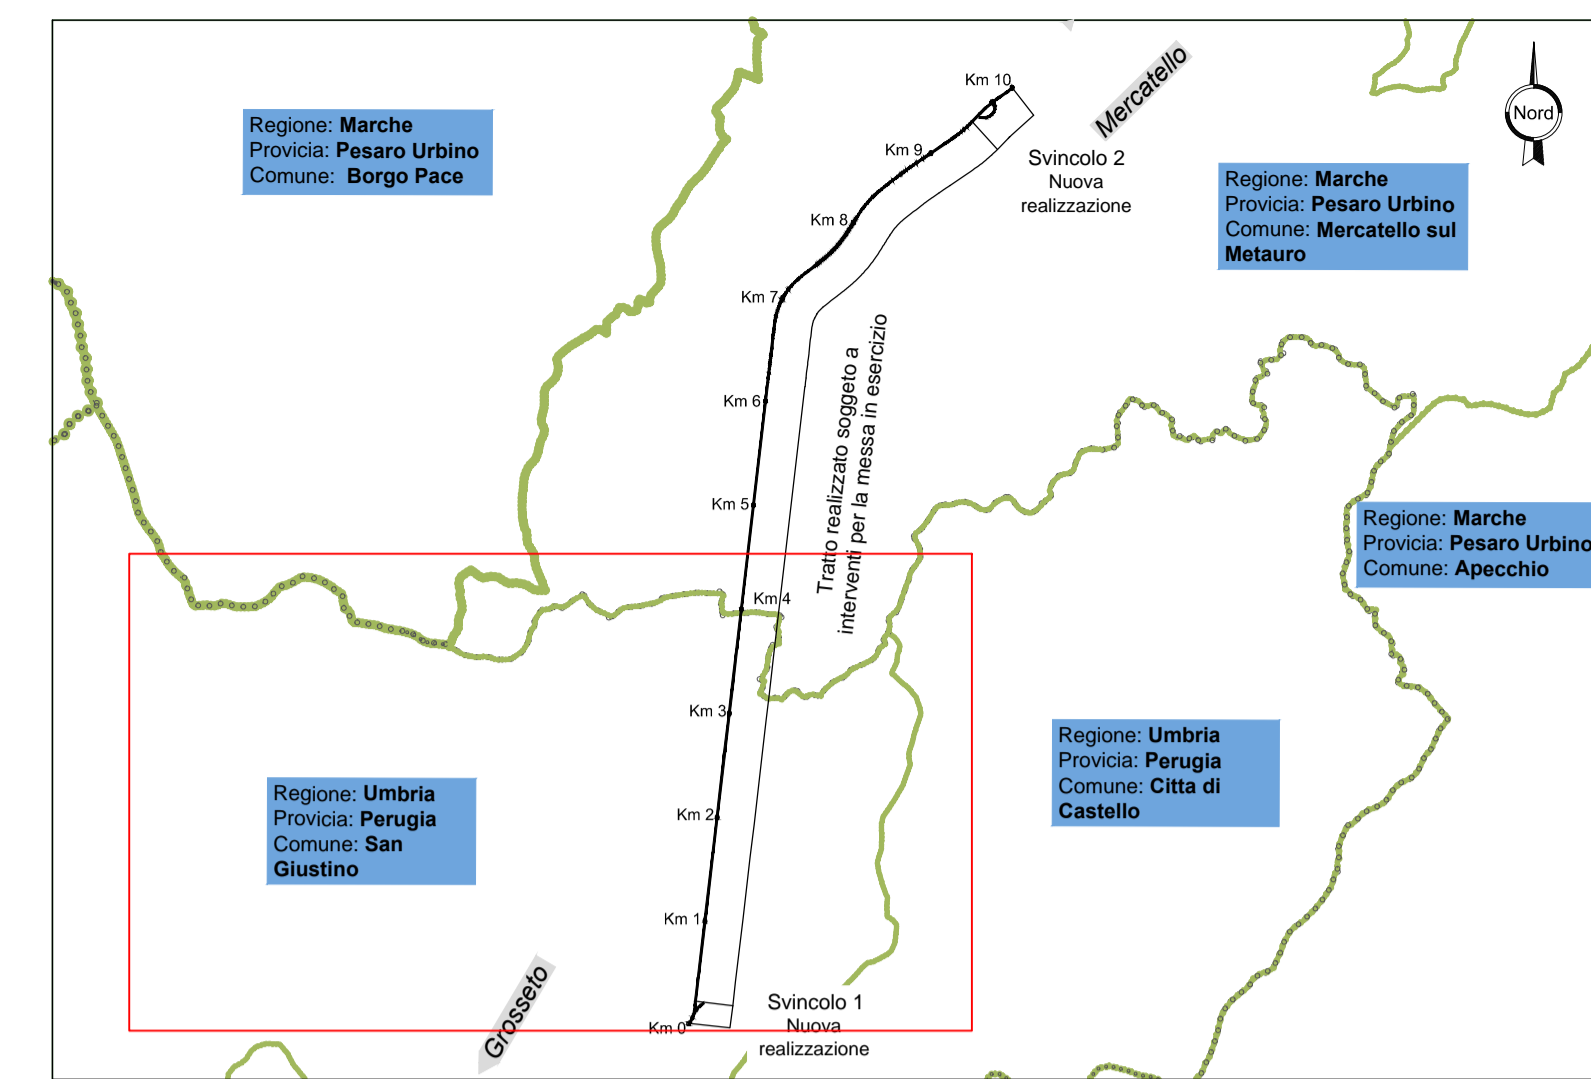 Km 10
Mercatello
Nord
Regione: Marche
Provicia: Pesaro Urbino
Comune: Borgo Pace
Km 9
Svincolo 2
Nuova
realizzazione
Regione: Marche
Provicia: Pesaro Urbino
Comune: Mercatello sul
Metauro
Km 8
Km 7
Tratto realizzato soggeto a
interventi per la messa in esercizio
Km 6
Km 5
Regione: Marche
Provicia: Pesaro Urbino
Comune: Apecchio
Km 4
Km 3
Regione: Umbria
Provicia: Perugia
Comune: Citta di
Castello
Regione: Umbria
Provicia: Perugia
Comune: San
Giustino
Km 2
Km 1
Grosseto
Svincolo 1
Nuova
realizzazione
Km 0